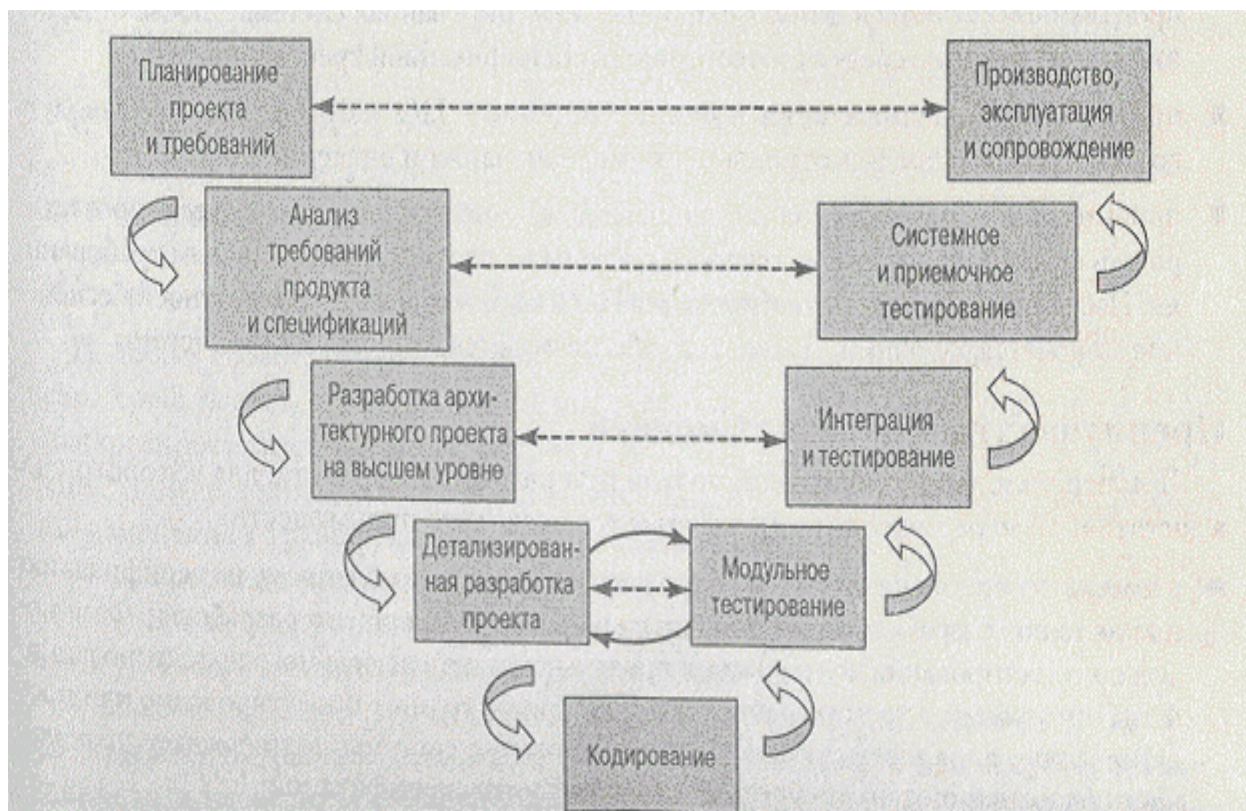 Планирование
проекта
и требований
Производство,
эксплуатация
и сопровождение
Анализ
требований
продукта
и спецификаций
Системное
и приемочное
тестирование
Разработка архи-
тектурного проекта
на высшем уровне
Интеграция
и тестирование
Детализирован-
ная разработка
проекта
Модульное
тестирование
Кодирование